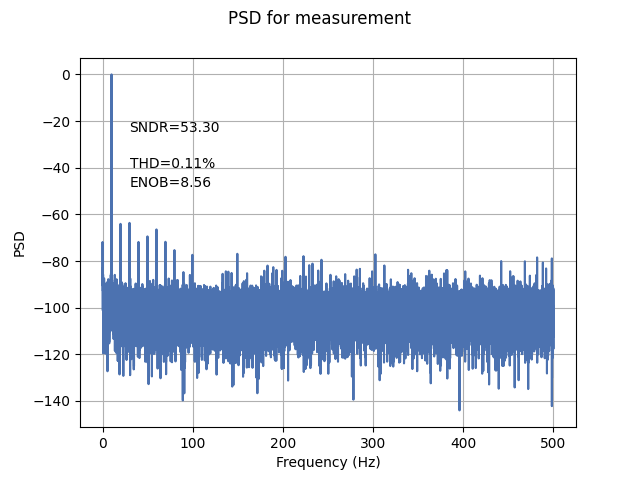 PSD for measurement
0
−20
−40
−60
−80
−100
−120
−140
PSD
SNDR=53.30
THD=0.11%
ENOB=8.56
0 100 200 300 400 500
Frequency (Hz)